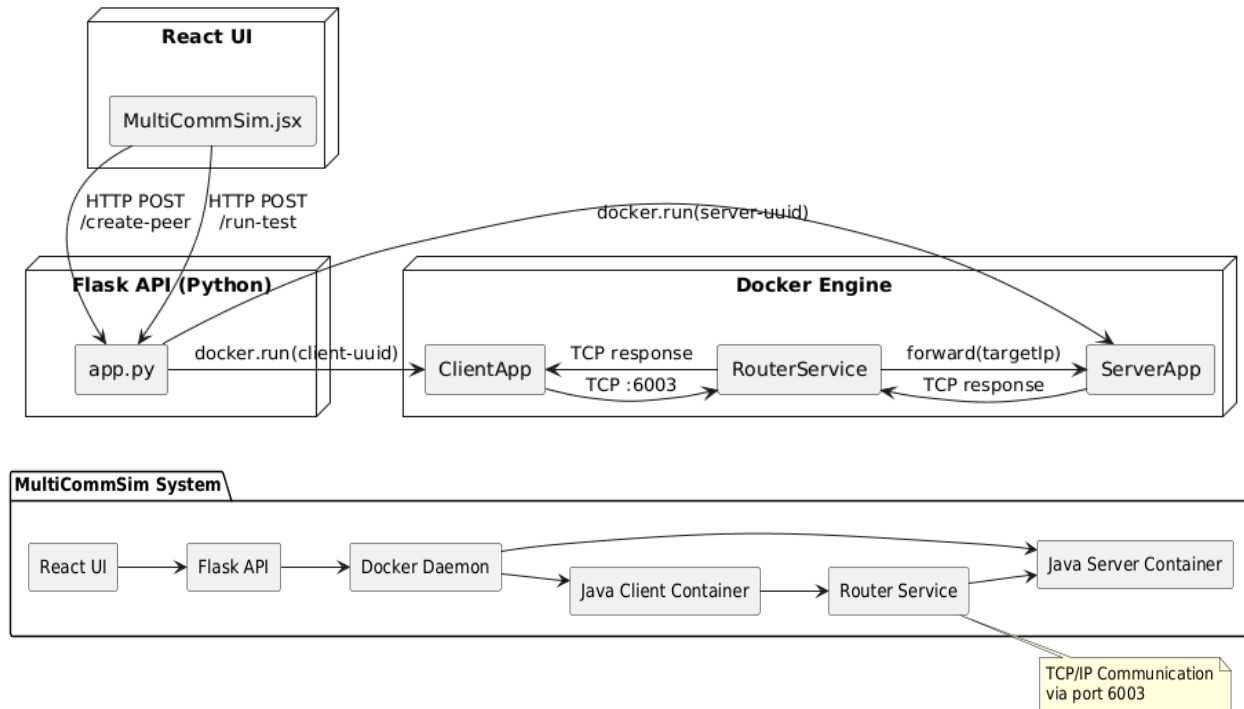 React UI
MultiCommSim.jsx
HTTP POST
/create-peer
HTTP POST
/run-test
docker.run(server-uuid)
Flask API (Python)
app.py
docker.run(client-uuid)
Docker Engine
ClientApp
TCP response
TCP :6003
RouterService
forward(targetIp)
TCP response
ServerApp
MultiCommSim System
React UI
Flask API
Docker Daemon
Java Client Container
Router Service
Java Server Container
TCP/IP Communication
via port 6003